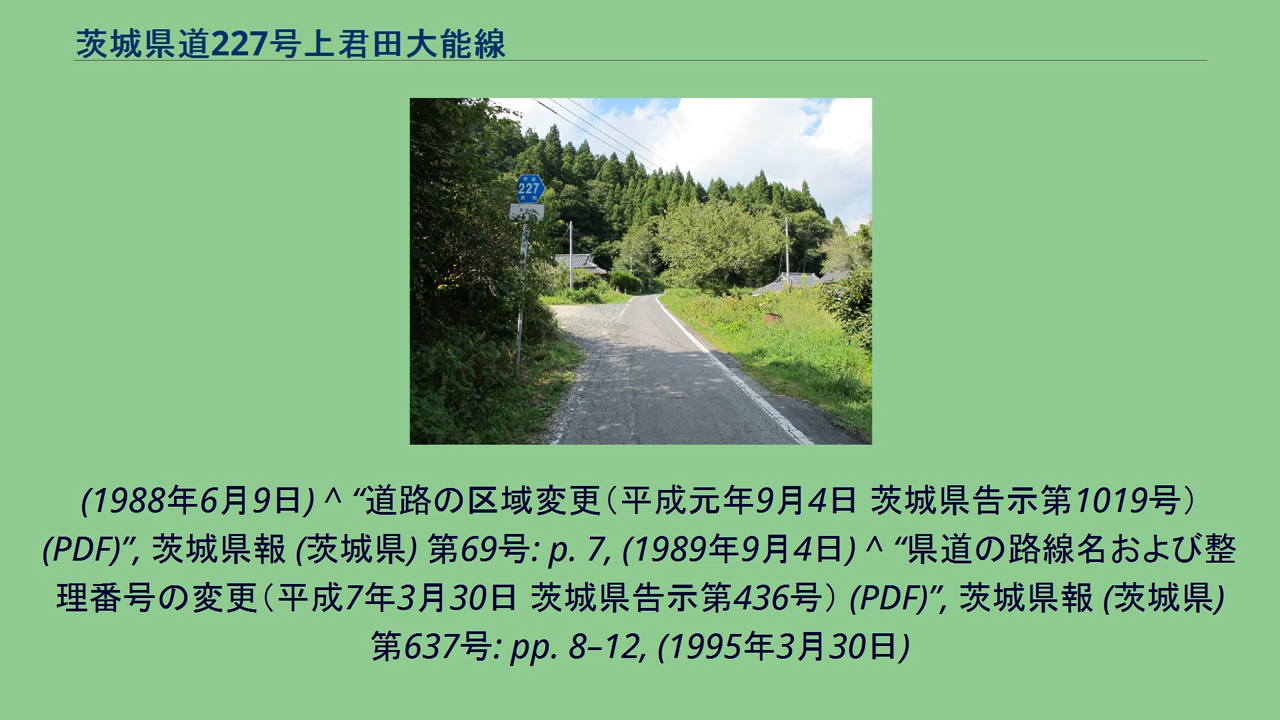 茨城県道227号上君田大能線
227
(1988年6月9日) ^ “道路の区域変更（平成元年9月4日 茨城県告示第1019号）
(PDF)”, 茨城県報 (茨城県) 第69号: p. 7, (1989年9月4日) ^ “県道の路線名および整
理番号の変更（平成7年3月30日 茨城県告示第436号） (PDF)”, 茨城県報 (茨城県)
第637号: pp. 8–12, (1995年3月30日)